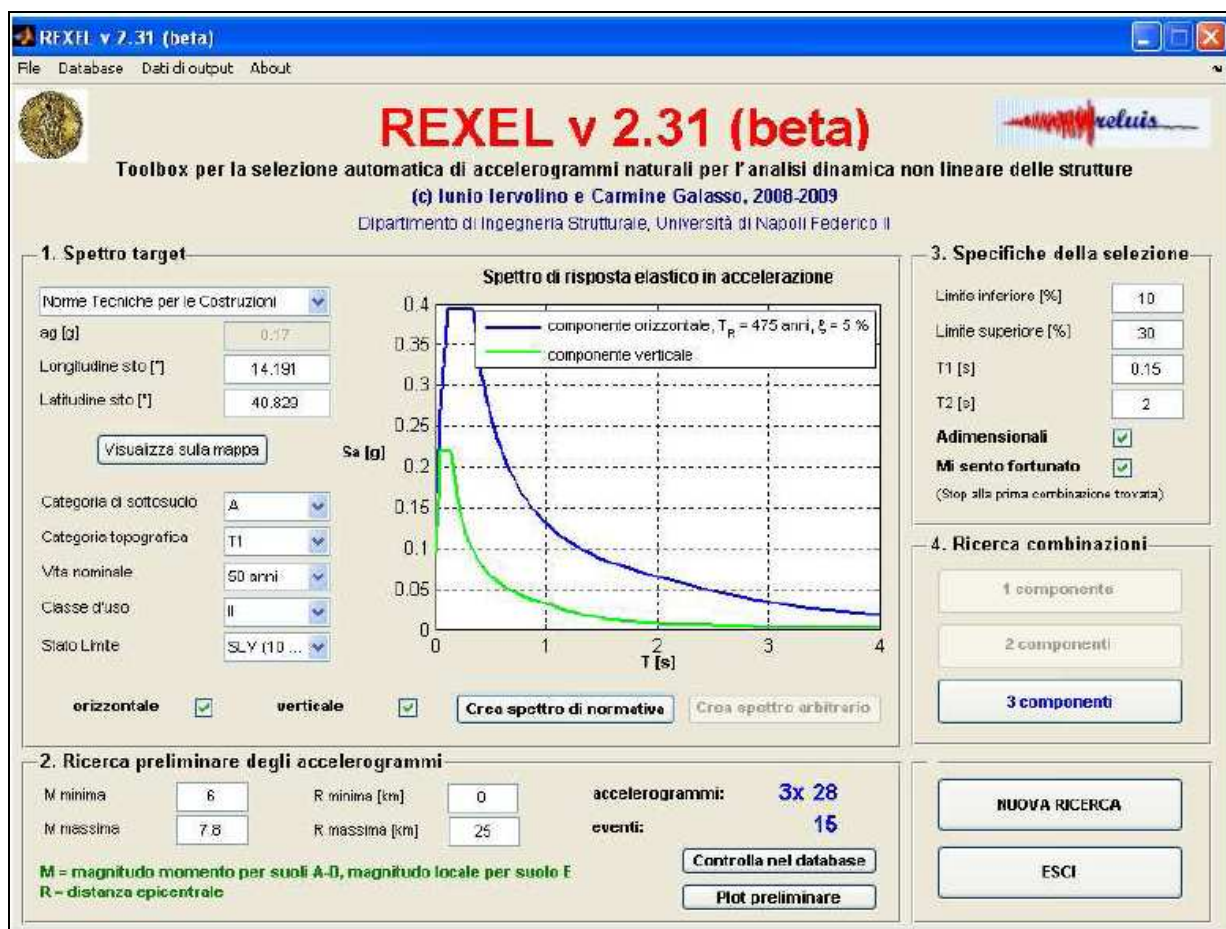 REXEL v 2.31 (beta)
File Database Dati di output About
REXEL v 2.31 (beta)
reluis
Toolbox per la selezione automatica di accelerogrammi naturali per l'analisi dinamica non lineare delle strutture
(c) Iunio Iervolino e Carmine Galasso, 2008-2009
Dipartimento di Ingegneria Strutturale, Università di Napoli Federico II
1. Spettro target
Norme Tecniche per le Costruzioni
ag [g] 0.17
Longitudine sito [°] 14.191
Latitudine sito [°] 40.829
Visualizza sulla mappa
Categoria di sottosuolo A
Categoria topografica T1
Vita nominale 50 anni
Classe d'uso II
Stato Limite SLV (10 ...
orizzontale verticale Crea spettro di normativa Crea spettro arbitrario
Spettro di risposta elastico in accelerazione
componente orizzontale, T_R = 475 anni, ξ = 5 %
componente verticale
Sa [g]
0.4
0.35
0.3
0.25
0.2
0.15
0.1
0.05
0
0 1 2 3 4
T [s]
3. Specifiche della selezione
Limite inferiore [%] 10
Limite superiore [%] 30
T1 [s] 0.15
T2 [s] 2
Adimensionali
Mi sento fortunato
(Stop alla prima combinazione trovata)
4. Ricerca combinazioni
1 componente
2 componenti
3 componenti
2. Ricerca preliminare degli accelerogrammi
M minima 6 R minima [km] 0
M massima 7.8 R massima [km] 25
M = magnitudo momento per suoli A-D, magnitudo locale per suolo E
R = distanza epicentrale
accelerogrammi: 3x 28
eventi: 15
Controlla nel database
Plot preliminare
NUOVA RICERCA
ESCI